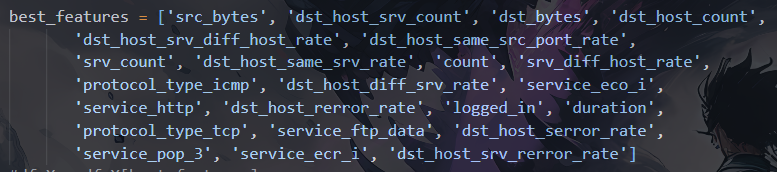 best_features = ['src_bytes', 'dst_host_srv_count', 'dst_bytes', 'dst_host_count',
'dst_host_srv_diff_host_rate', 'dst_host_same_src_port_rate',
'srv_count', 'dst_host_same_srv_rate', 'count', 'srv_diff_host_rate',
'protocol_type_icmp', 'dst_host_diff_srv_rate', 'service_eco_i',
'service_http', 'dst_host_rerror_rate', 'logged_in', 'duration',
'protocol_type_tcp', 'service_ftp_data', 'dst_host_serror_rate',
'service_pop_3', 'service_ecr_i', 'dst_host_srv_rerror_rate']